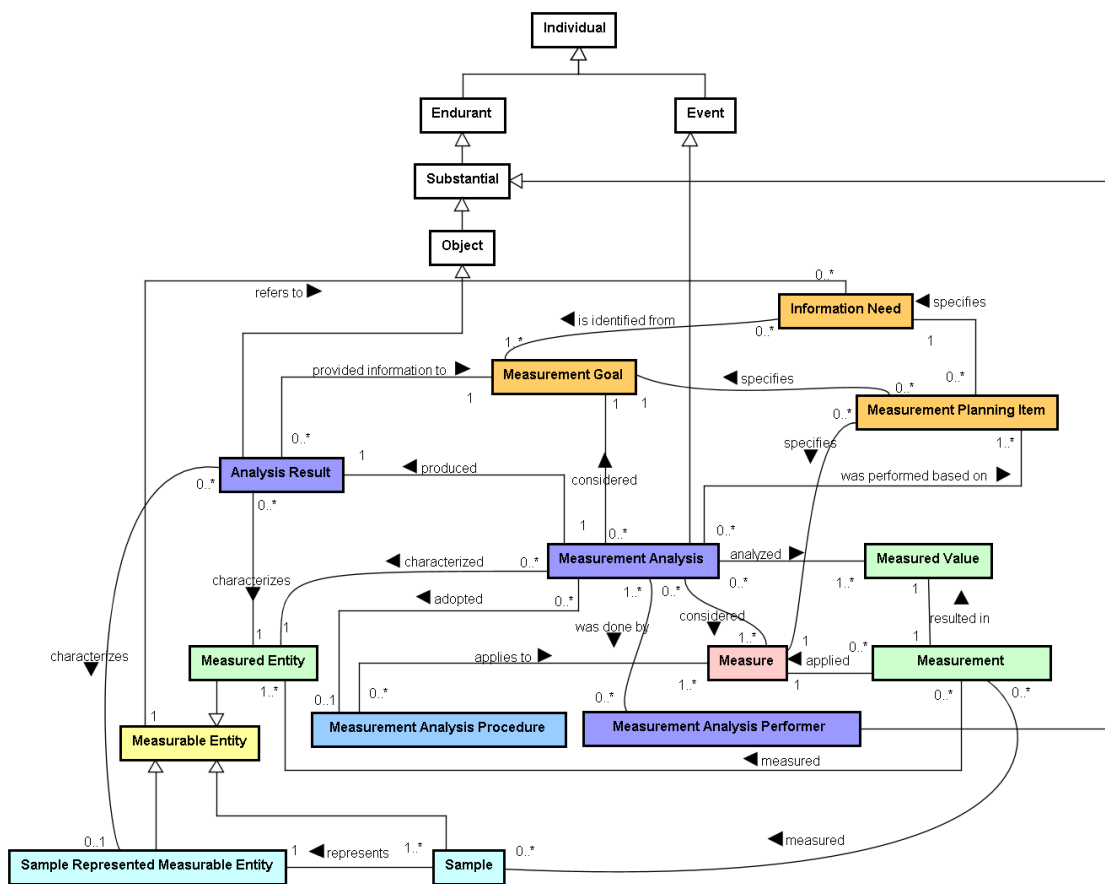 Individual
Endurant
Event
Substantial
Object
0..*
refers to
Information Need
specifies
is identified from
0..*
1
1..*
provided information to
Measurement Goal
specifies
0..*
0..*
1
1
1
0..*
Measurement Planning Item
0..*
1
specifies
1..*
Analysis Result
produced
considered
was performed based on
0..*
0..*
1
0..*
0..*
Measurement Analysis
analyzed
Measured Value
characterized
0..*
0..*
1..*
1
characterizes
adopted
0..*
1..*
0..*
considered
resulted in
1
1
was done by
1..*
1
0..*
1
characterizes
Measured Entity
applies to
Measure
applied
Measurement
1..*
0..1
0..*
1..*
1
0..*
0..*
0..*
1
Measurable Entity
Measurement Analysis Procedure
Measurement Analysis Performer
measured
0..1
1
represents
1..*
0..*
measured
Sample Represented Measurable Entity
Sample